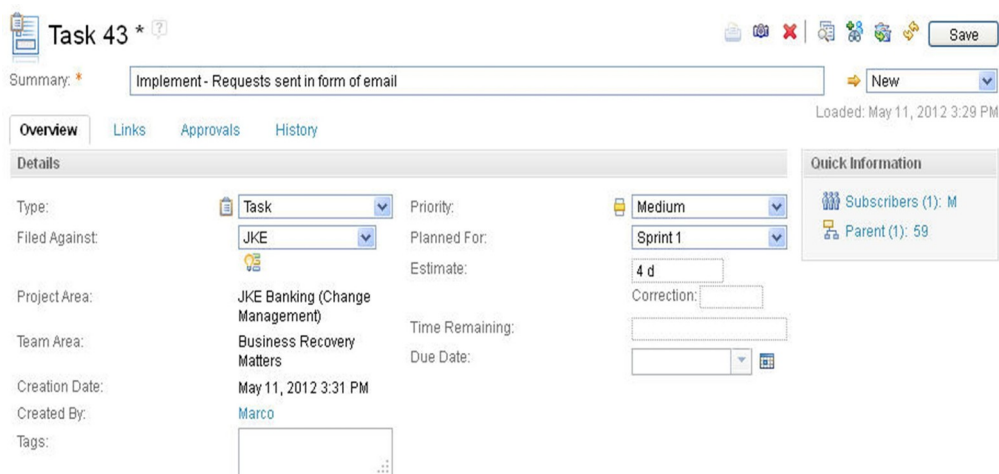 Task 43 * ?
Save
Summary: * Implement - Requests sent in form of email
New
Loaded: May 11, 2012 3:29 PM
Overview Links Approvals History
Details
Type: Task
Filed Against: JKE
Project Area: JKE Banking (Change
Management)
Team Area: Business Recovery
Matters
Creation Date: May 11, 2012 3:31 PM
Created By: Marco
Tags:
Priority: Medium
Planned For: Sprint 1
Estimate: 4 d
Correction:
Time Remaining:
Due Date:
Quick Information
Subscribers (1): M
Parent (1): 59